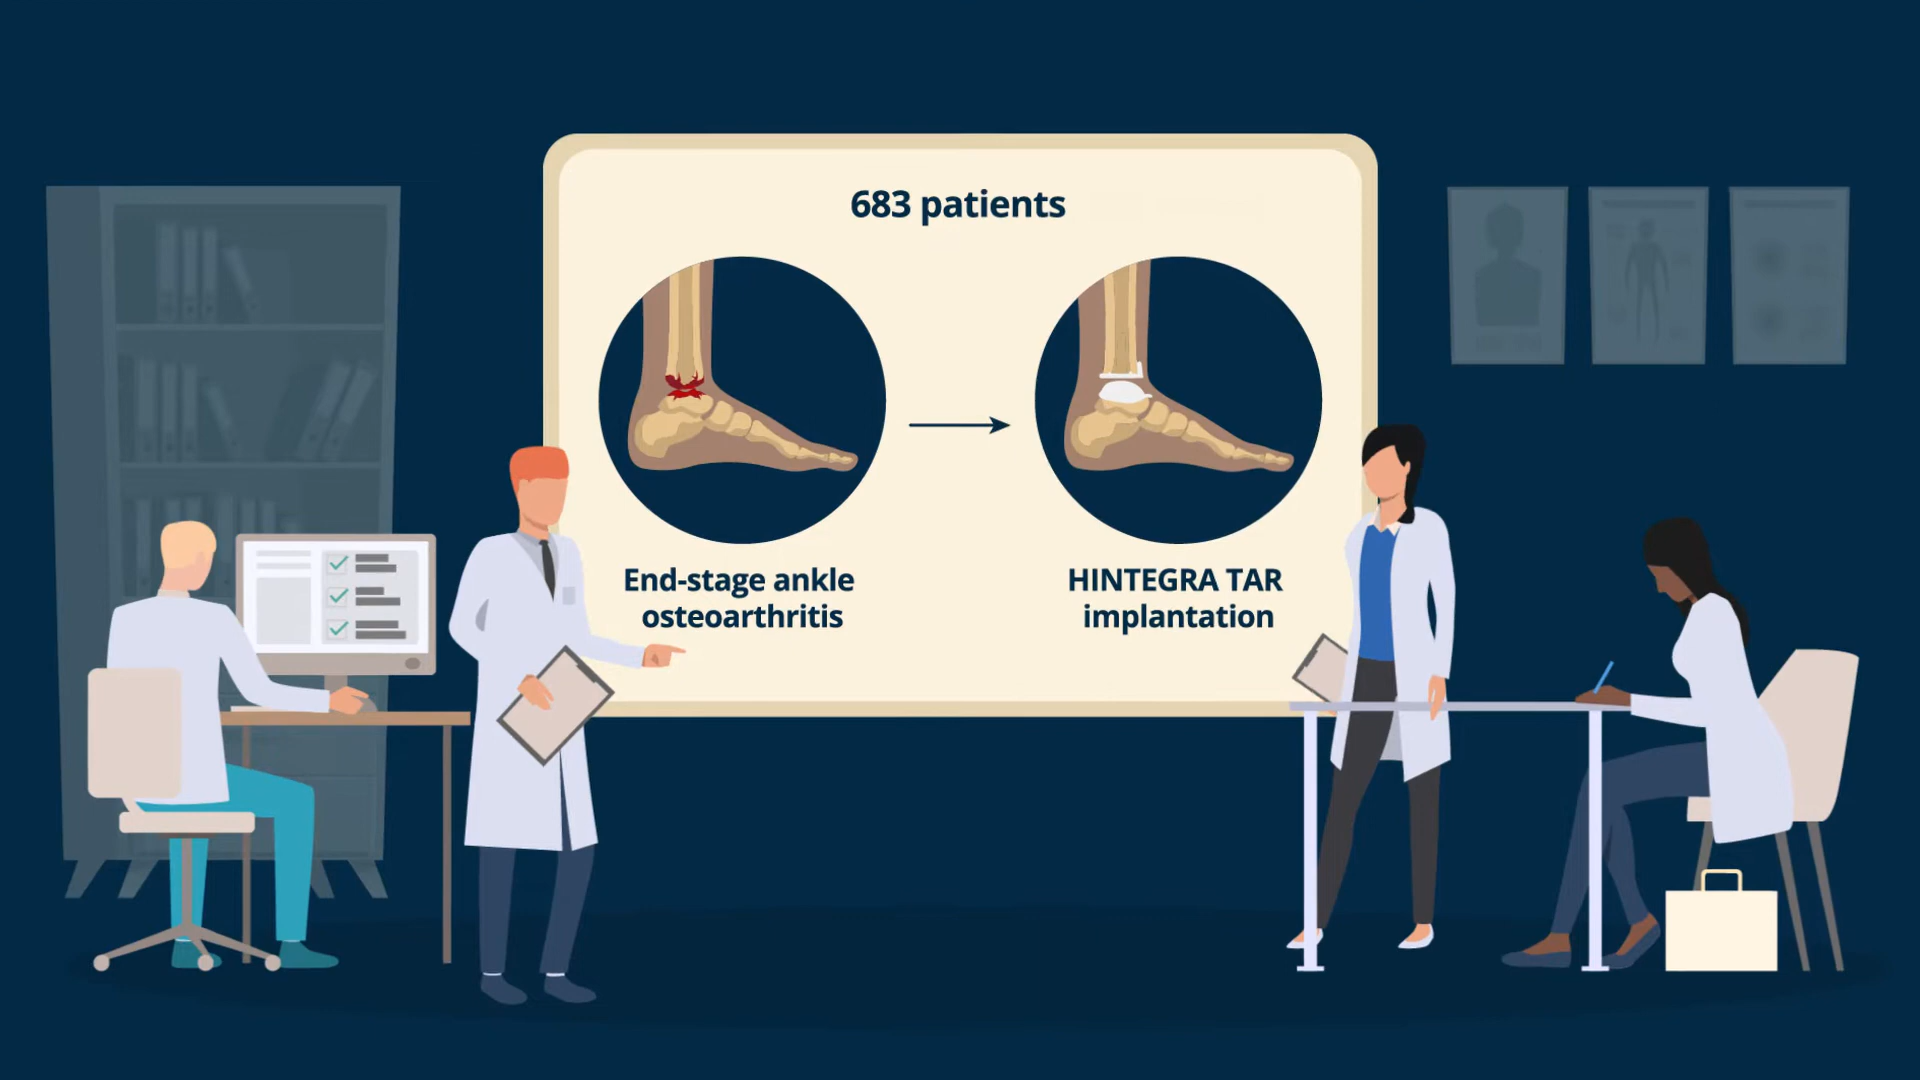 683 patients
End-stage ankle
osteoarthritis
HINTEGRA TAR
implantation